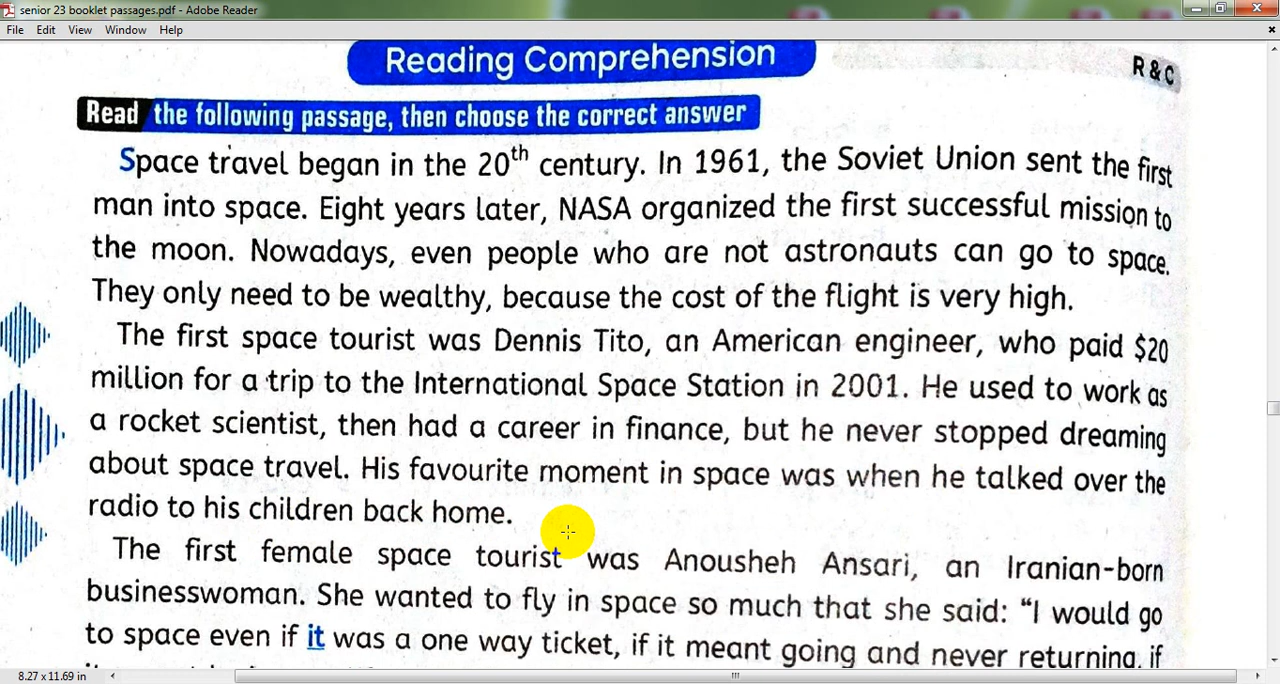 senior 23 booklet passages.pdf - Adobe Reader
File Edit View Window Help
Reading Comprehension
R & C
Read the following passage, then choose the correct answer
Space travel began in the 20th century. In 1961, the Soviet Union sent the first
man into space. Eight years later, NASA organized the first successful mission to
the moon. Nowadays, even people who are not astronauts can go to space.
They only need to be wealthy, because the cost of the flight is very high.
The first space tourist was Dennis Tito, an American engineer, who paid $20
million for a trip to the International Space Station in 2001. He used to work as
a rocket scientist, then had a career in finance, but he never stopped dreaming
about space travel. His favourite moment in space was when he talked over the
radio to his children back home.
The first female space tourist was Anousheh Ansari, an Iranian-born
businesswoman. She wanted to fly in space so much that she said: “I would go
to space even if it was a one way ticket, if it meant going and never returning, if
8.27 x 11.69 in